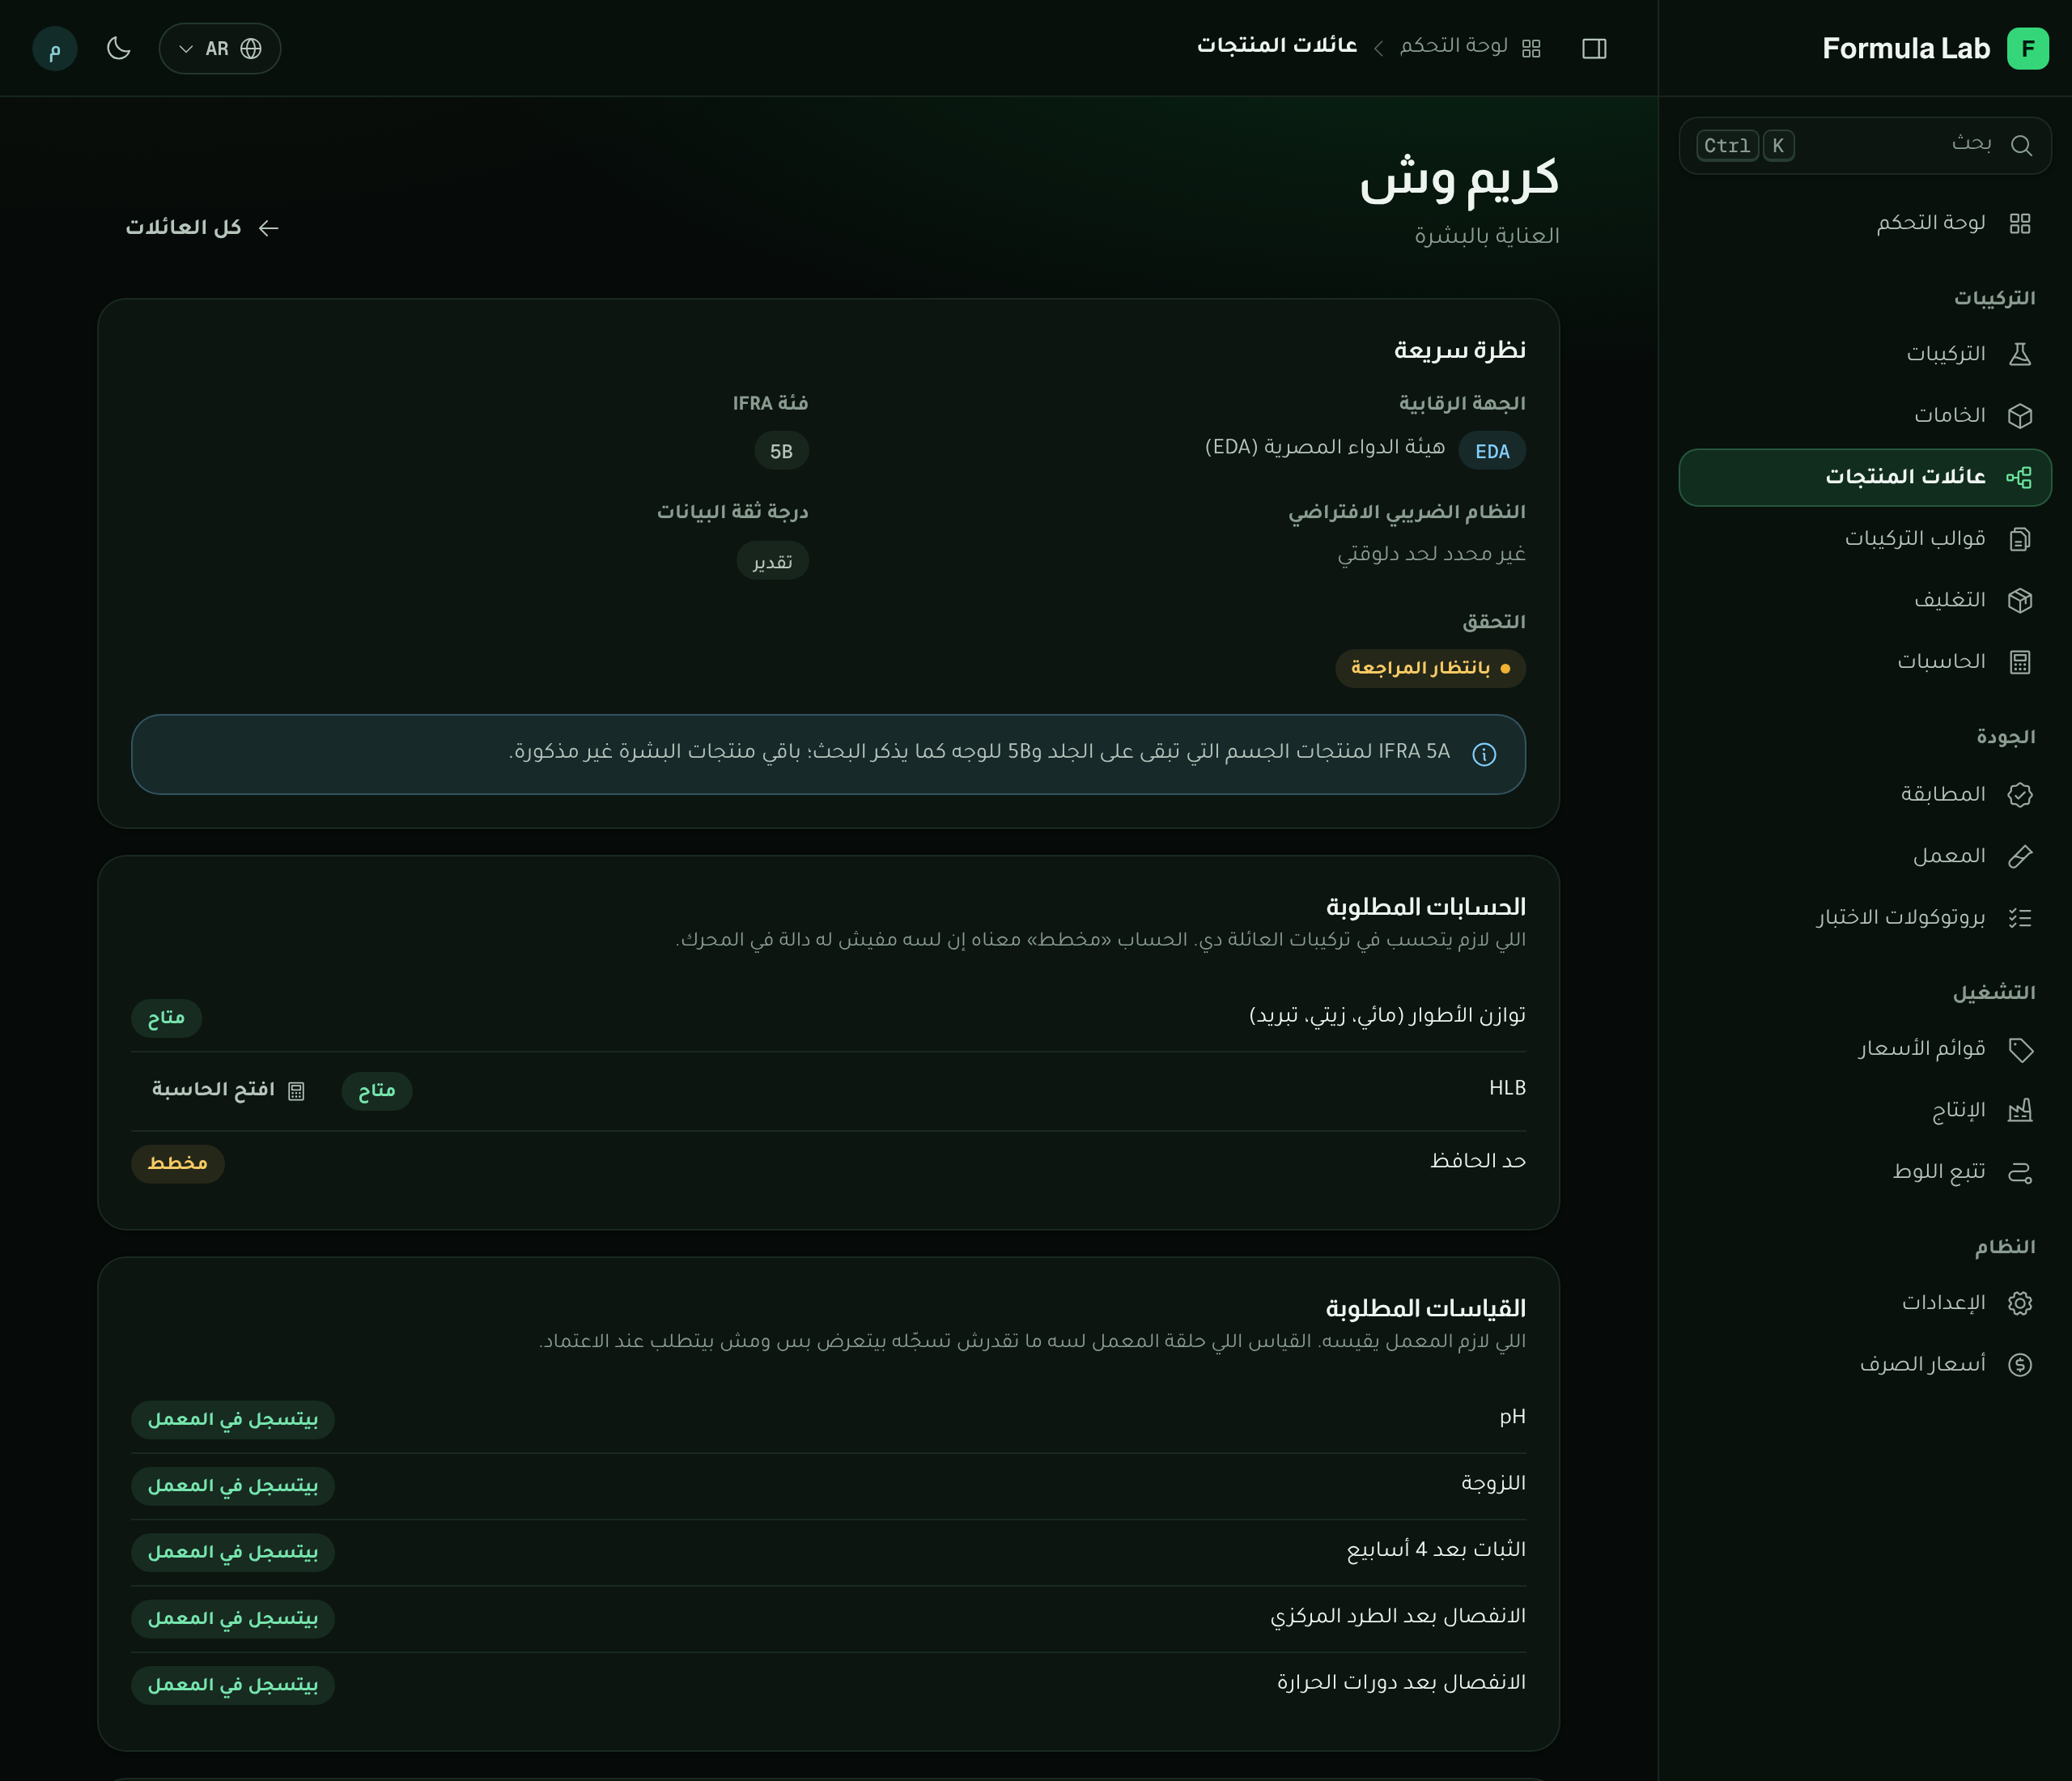 Formula Lab
F
بحث
Ctrl K
لوحة التحكم
التركيبات
التركيبات
الخامات
عائلات المنتجات
قوالب التركيبات
التغليف
الحاسبات
الجودة
المطابقة
المعمل
بروتوكولات الاختبار
التشغيل
قوائم الأسعار
الإنتاج
تتبع اللوط
النظام
الإعدادات
أسعار الصرف
لوحة التحكم
عائلات المنتجات
AR
م
كريم وش
العناية بالبشرة
كل العائلات
نظرة سريعة
الجهة الرقابية
EDA هيئة الدواء المصرية (EDA)
فئة IFRA
5B
النظام الضريبي الافتراضي
غير محدد لحد دلوقتي
درجة ثقة البيانات
تقدير
التحقق
بانتظار المراجعة
IFRA 5A لمنتجات الجسم التي تبقى على الجلد و5B للوجه كما يذكر البحث؛ باقي منتجات البشرة غير مذكورة.
الحسابات المطلوبة
اللي لازم يتحسب في تركيبات العائلة دي. الحساب «مخطط» معناه إن لسه مفيش له دالة في المحرك.
توازن الأطوار (مائي، زيتي، تبريد) متاح
HLB متاح افتح الحاسبة
حد الحافظ مخطط
القياسات المطلوبة
اللي لازم المعمل يقيسه. القياس اللي حلقة المعمل لسه ما تقدرش تسجّله بيتعرض بس ومش بيتطلب عند الاعتماد.
pH بيتسجل في المعمل
اللزوجة بيتسجل في المعمل
الثبات بعد 4 أسابيع بيتسجل في المعمل
الانفصال بعد الطرد المركزي بيتسجل في المعمل
الانفصال بعد دورات الحرارة بيتسجل في المعمل